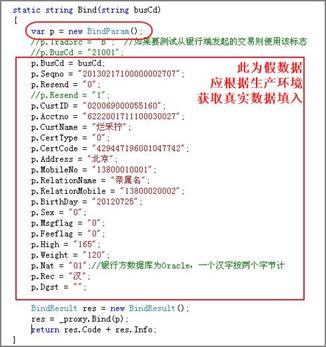 static string Bind(string busCd)
{
var p = new BindParam();
//p.TradSrc = "B"; //如果要测试从银行端发起的交易则使用该标志
//p.BusCd = "21001";
p.BusCd = busCd;
p.Seqno = "20130217100000002707";
p.Resend = "0";
//p.Resend = "1";
p.CustID = "020069000055160";
p.Acctno = "6222001711100030027";
p.CustName = "烂采拧";
p.CertType = "0";
p.CertCode = "429447196001047742";
p.Address = "北京";
p.MobileNo = "13800010001";
p.RelationName = "亲属名";
p.RelationMobile = "13800020002";
p.BirthDay = "20120725";
p.Sex = "0";
p.Msgflag = "0";
p.Feeflag = "0";
p.High = "165";
p.Weight = "120";
p.Nat = "01";//银行方数据库为Oracle，一个汉字按两个字节计
p.Rec = "汉";
p.Dgst = "";
此为假数据
应根据生产环境
获取真实数据填入
BindResult res = new BindResult();
res = _proxy.Bind(p);
return res.Code + res.Info;
}